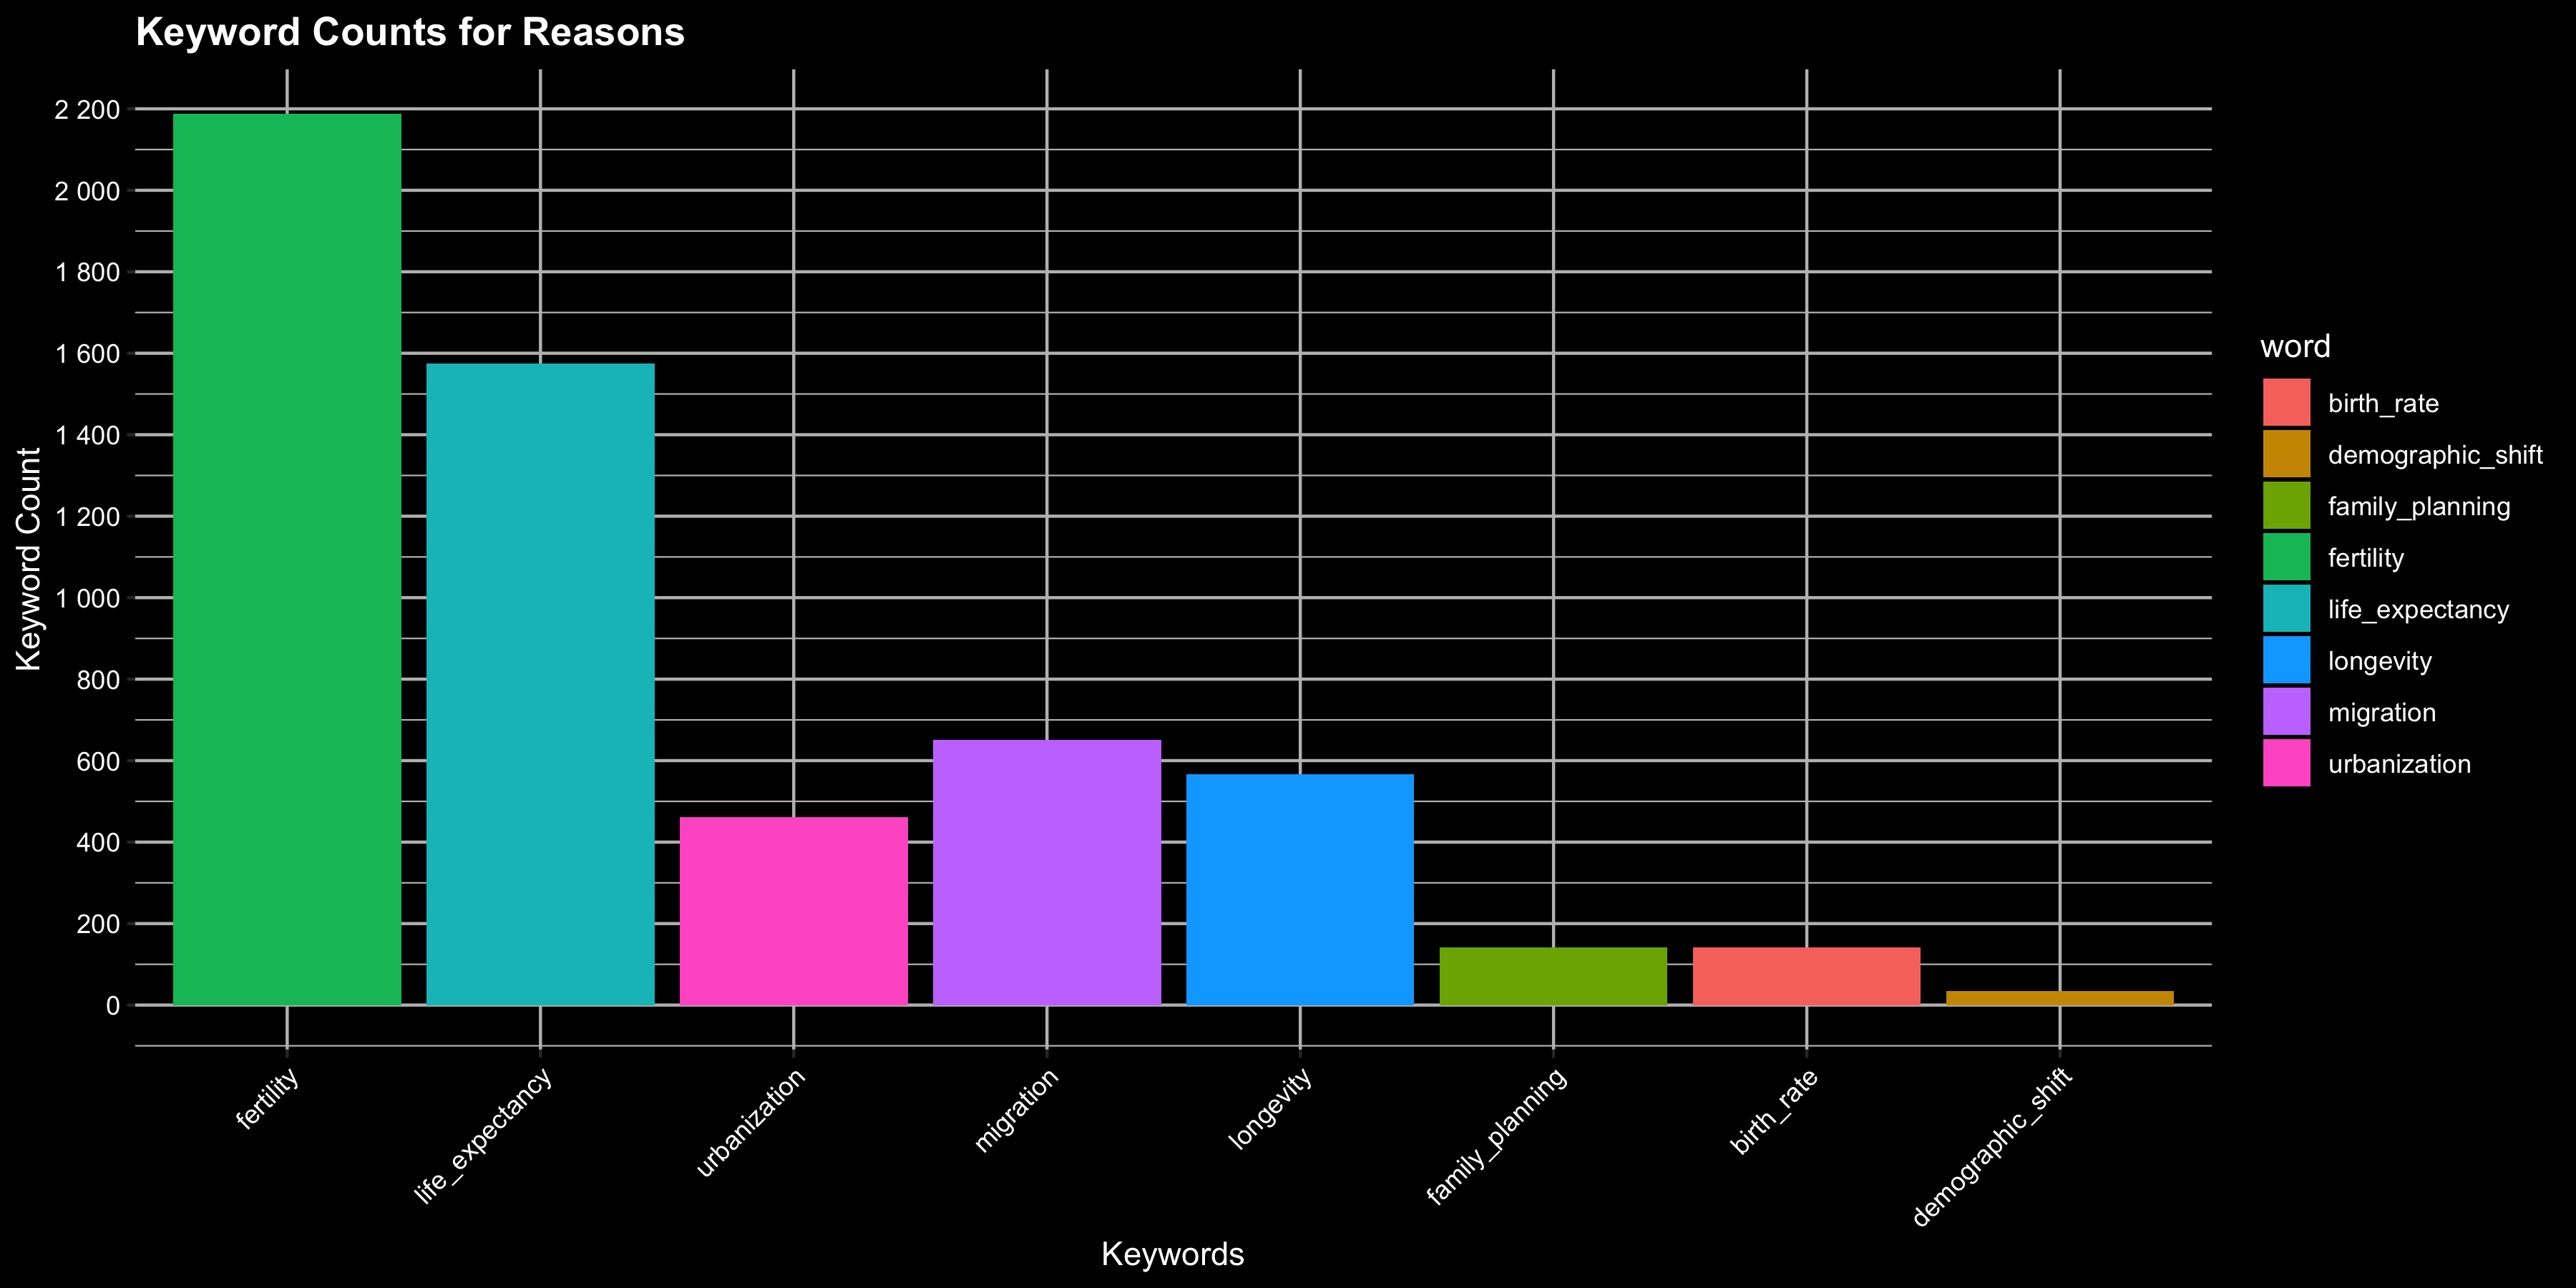 Keyword Counts for Reasons
Keyword Count
2 200
2 000
1 800
1 600
1 400
1 200
1 000
800
600
400
200
0
fertility
life_expectancy
urbanization
migration
longevity
family_planning
birth_rate
demographic_shift
Keywords
word
birth_rate
demographic_shift
family_planning
fertility
life_expectancy
longevity
migration
urbanization